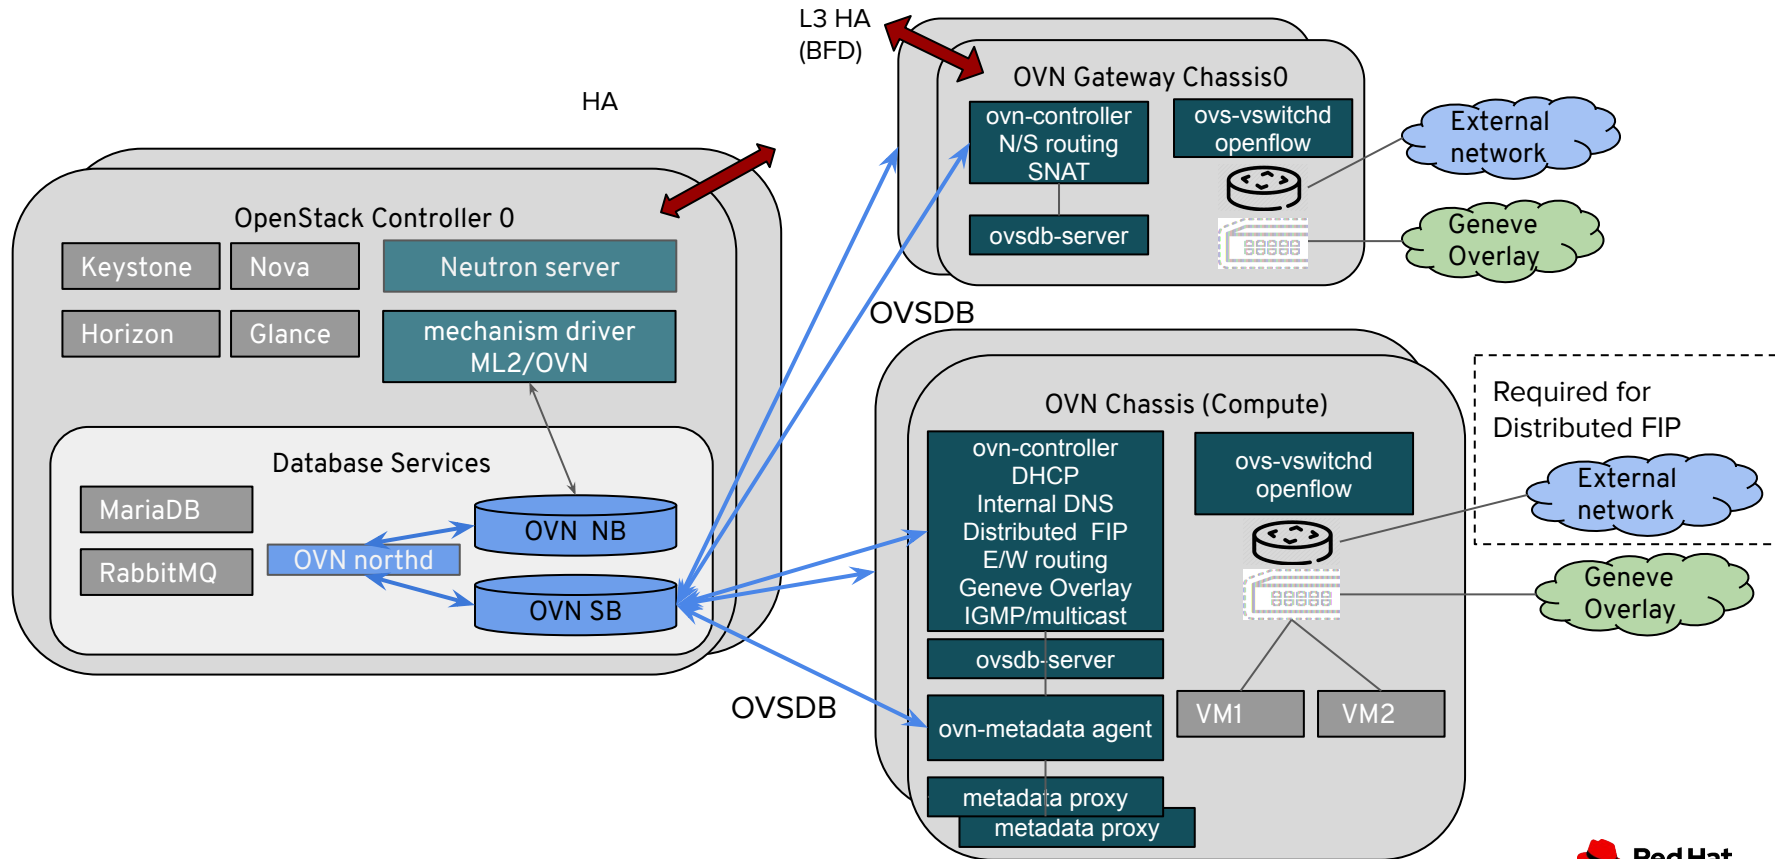 L3 HA
(BFD)
HA
OVN Gateway Chassis0
ovn-controller
N/S routing
SNAT
ovs-vswitchd
openflow
ovsdb-server
External
network
Geneve
Overlay
OpenStack Controller 0
Keystone
Nova
Neutron server
Horizon
Glance
mechanism driver
ML2/OVN
Database Services
MariaDB
RabbitMQ
OVN northd
OVN NB
OVN SB
OVSDB
OVSDB
OVN Chassis (Compute)
ovn-controller
DHCP
Internal DNS
Distributed FIP
E/W routing
Geneve Overlay
IGMP/multicast
ovs-vswitchd
openflow
ovsdb-server
ovn-metadata agent
metadata proxy
metadata proxy
VM1
VM2
Required for
Distributed FIP
External
network
Geneve
Overlay
Red Hat